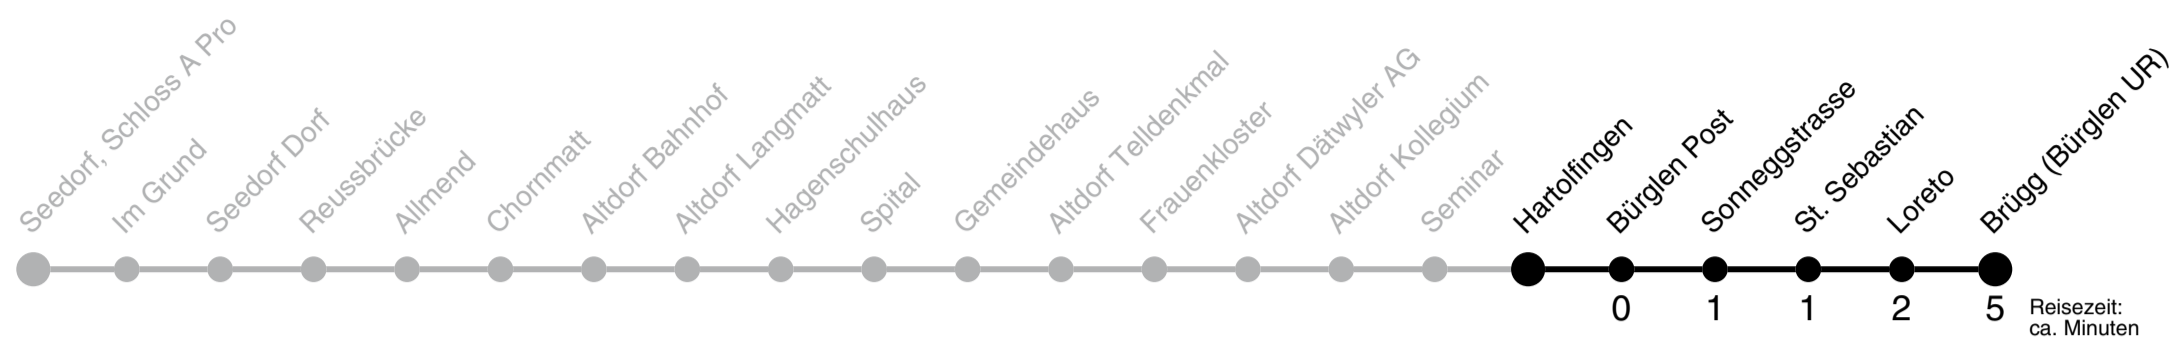 Seedorf, Schloss A Pro
Im Grund
Seedorf Dorf
Reussbrücke
Allmend
Chornmatt
Altdorf Bahnhof
Altdorf Langmatt
Hagenschulhaus
Spital
Gemeindehaus
Altdorf Telldenkmal
Frauenkloster
Altdorf Dätwyler AG
Altdorf Kollegium
Seminar
Hartolfingen
Bürglen Post
Sonneggstrasse
St. Sebastian
Loreto
Brügg (Bürglen UR)
0 1 1 2 5
Reisezeit:
ca. Minuten